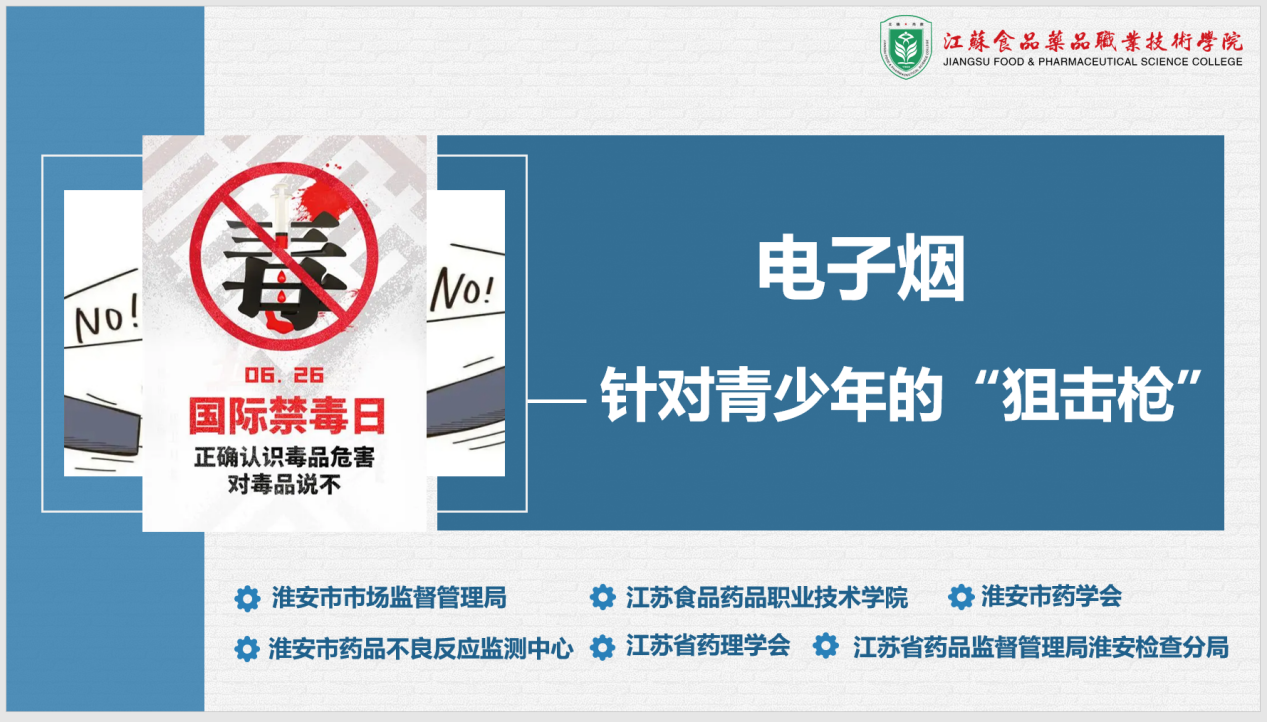 江蘇食品藥品職業技術學院
JIANGSU FOOD & PHARMACEUTICAL SCIENCE COLLEGE
No!
毒
No!
06. 26
国际禁毒日
正确认识毒品危害
对毒品说不
电子烟
——针对青少年的“狙击枪”
淮安市市场监督管理局
江苏食品药品职业技术学院
淮安市药学会
淮安市药品不良反应监测中心
江苏省药理学会
江苏省药品监督管理局淮安检查分局